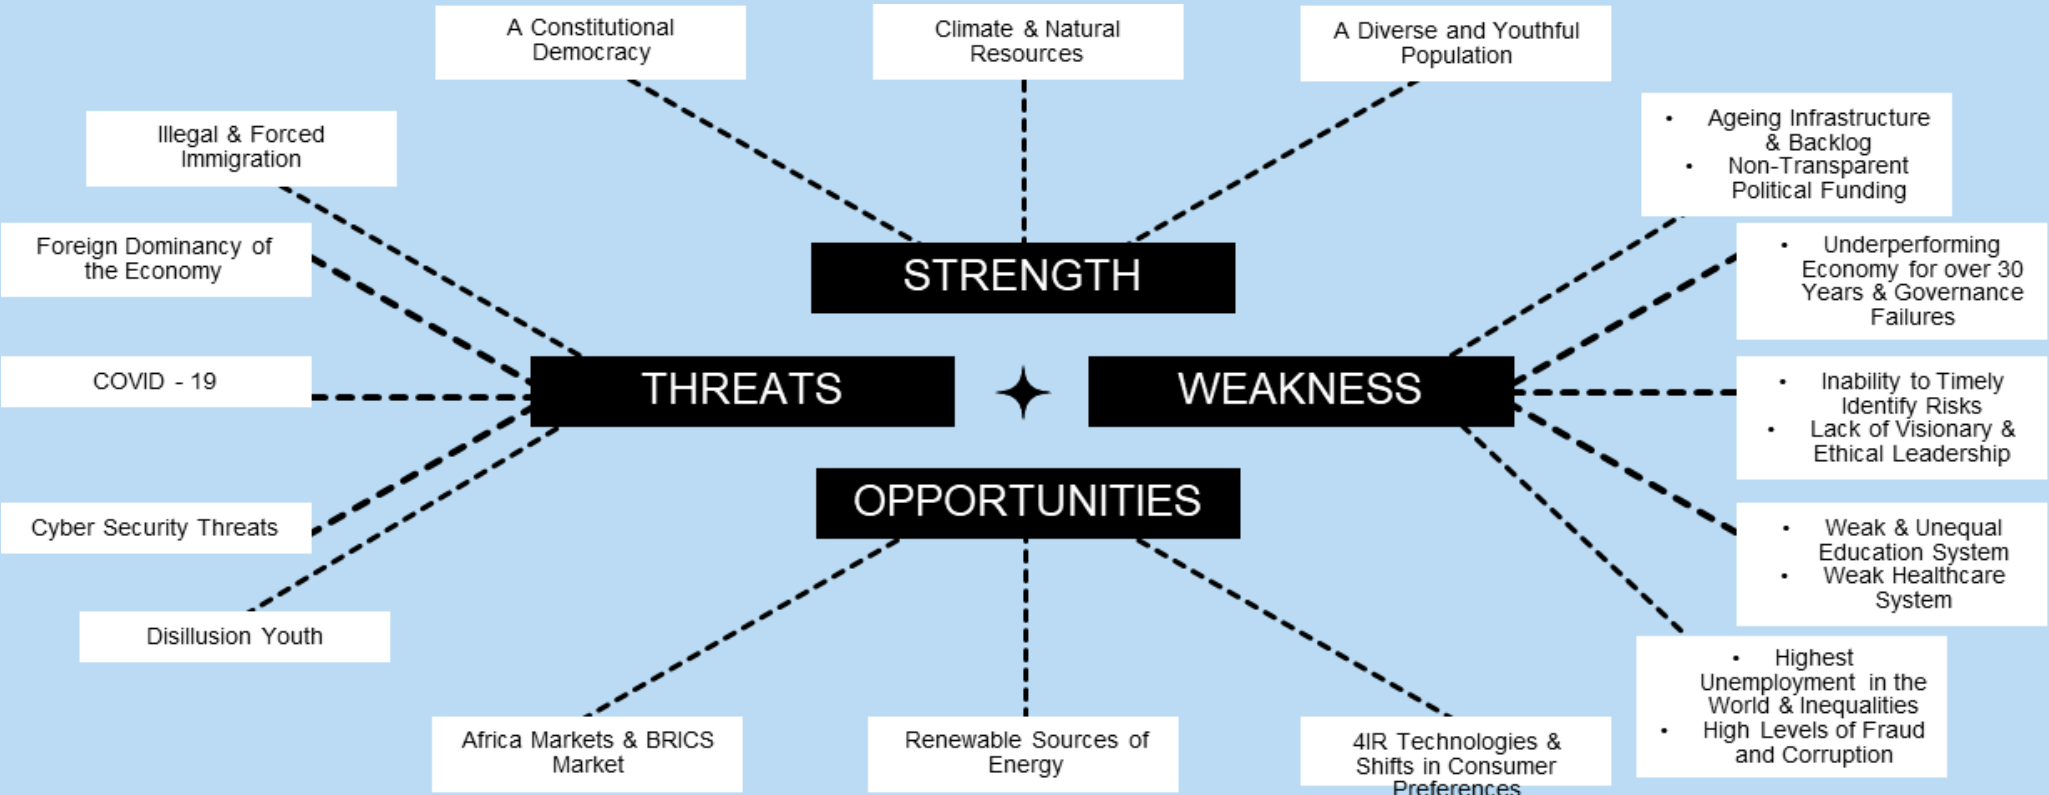 A Constitutional
Democracy
Climate & Natural
Resources
A Diverse and Youthful
Population
Illegal & Forced
Immigration
• Ageing Infrastructure
& Backlog
• Non-Transparent
Political Funding
Foreign Dominancy of
the Economy
• Underperforming
Economy for over 30
Years & Governance
Failures
STRENGTH
COVID - 19
THREATS
WEAKNESS
• Inability to Timely
Identify Risks
• Lack of Visionary &
Ethical Leadership
OPPORTUNITIES
Cyber Security Threats
• Weak & Unequal
Education System
• Weak Healthcare
System
Disillusion Youth
• Highest
Unemployment in the
World & Inequalities
• High Levels of Fraud
and Corruption
Africa Markets & BRICS
Market
Renewable Sources of
Energy
4IR Technologies &
Shifts in Consumer
Preferences